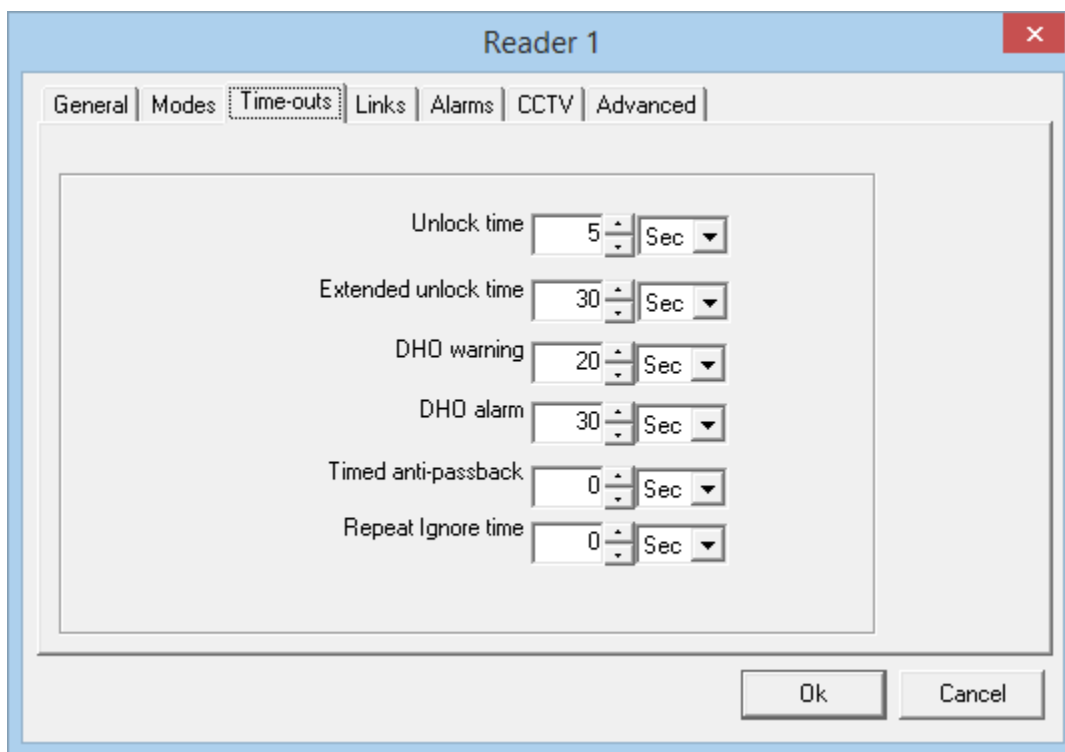 Reader 1
General Modes Time-outs Links Alarms CCTV Advanced
Unlock time 5 Sec
Extended unlock time 30 Sec
DHO warning 20 Sec
DHO alarm 30 Sec
Timed anti-passback 0 Sec
Repeat Ignore time 0 Sec
Ok Cancel